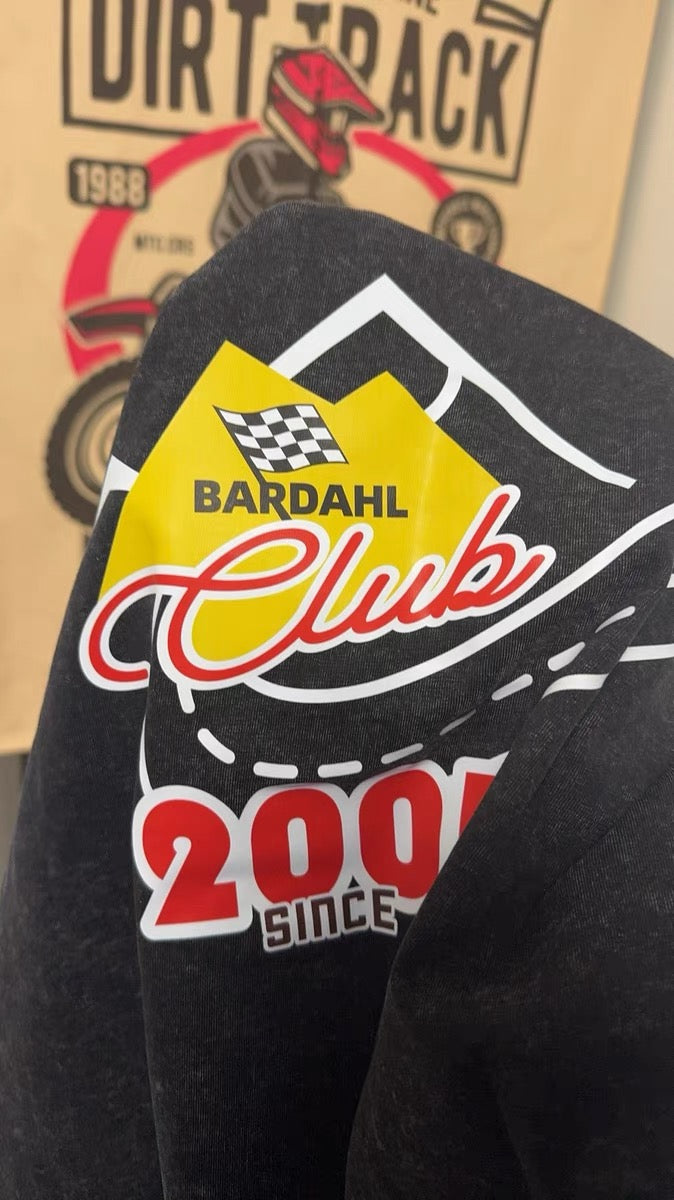 DIRT TRACK
1988
BARDAHL
Club
200
SINCE